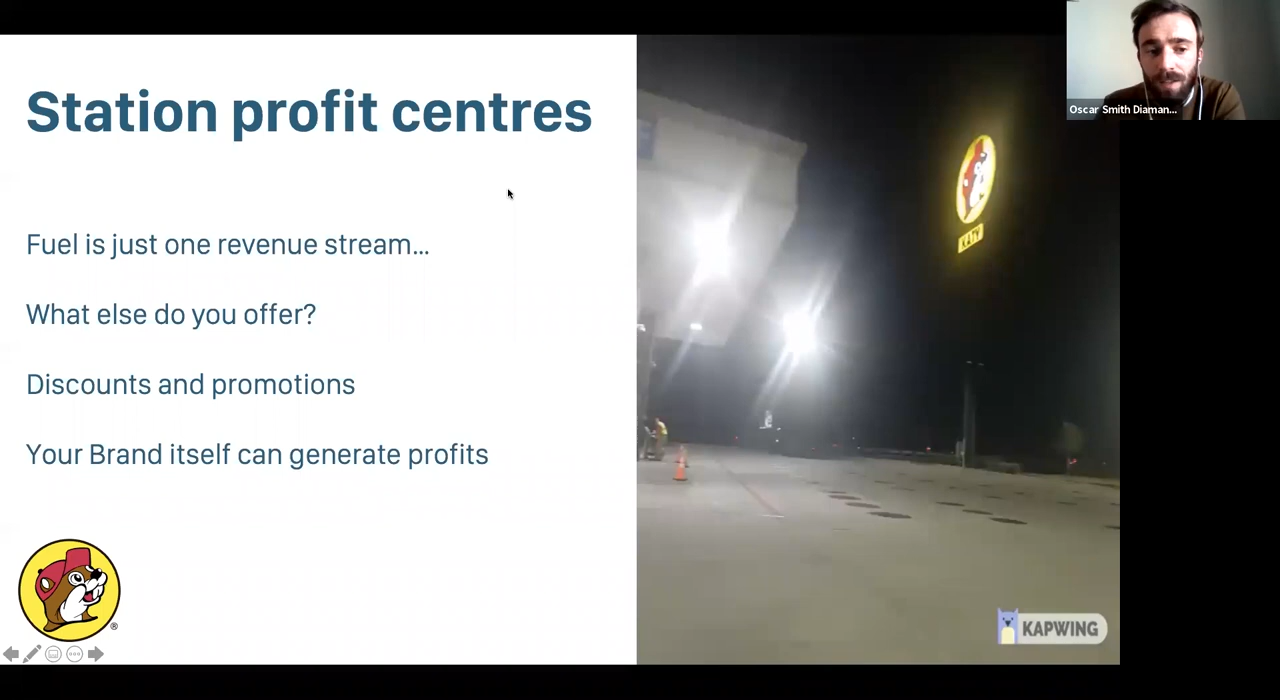 Station profit centres
Fuel is just one revenue stream...
What else do you offer?
Discounts and promotions
Your Brand itself can generate profits
®
Oscar Smith Diaman...
KATY
KAPWING